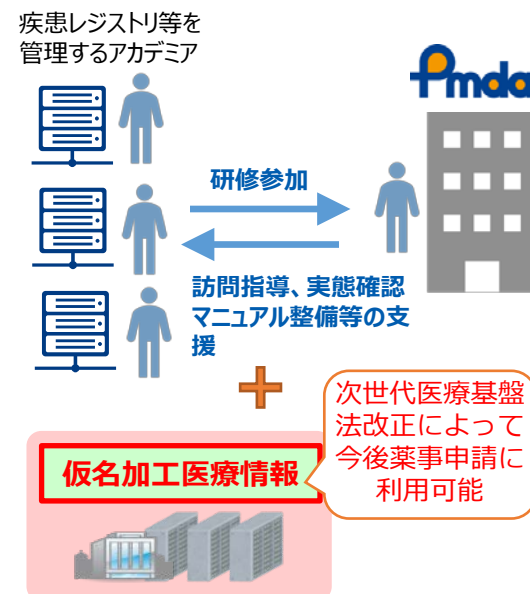 疾患レジストリ等を
管理するアカデミア
Pmda
研修参加
訪問指導、実態確認
マニュアル整備等の支
援
次世代医療基盤
法改正によって
今後薬事申請に
利用可能
仮名加工医療情報